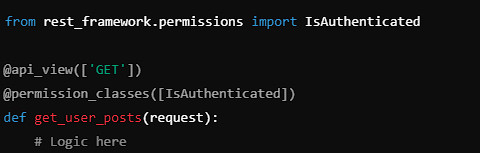 from rest_framework.permissions import IsAuthenticated
@api_view(['GET'])
@permission_classes([IsAuthenticated])
def get_user_posts(request):
    # Logic here